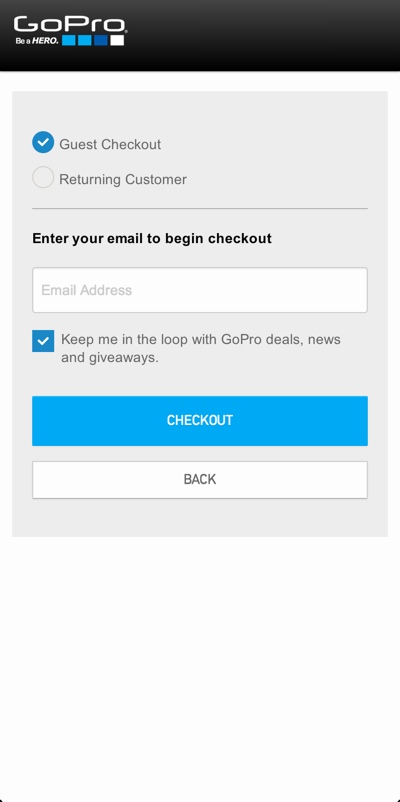 GoPro
Be a HERO.
Guest Checkout
Returning Customer
Enter your email to begin checkout
Email Address
Keep me in the loop with GoPro deals, news
and giveaways.
CHECKOUT
BACK